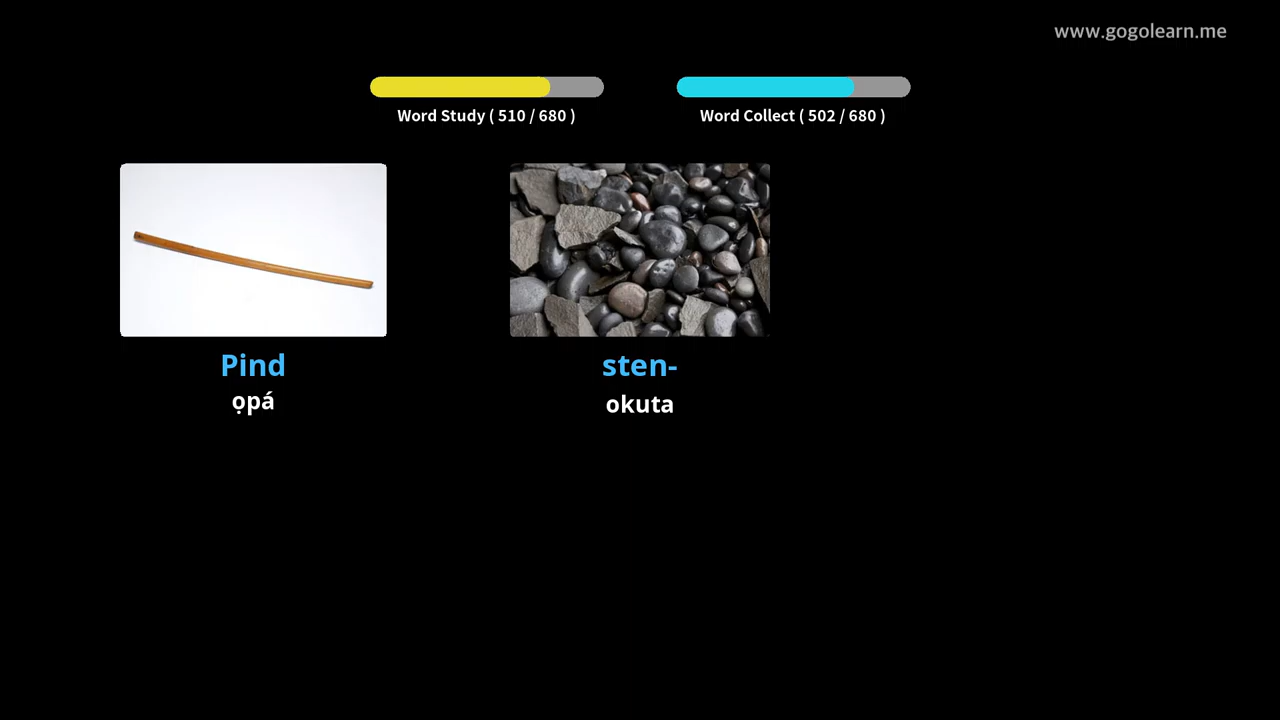 www.gogolearn.me
Word Study ( 510 / 680 )
Word Collect ( 502 / 680 )
Pind
ọpá
sten-
okuta